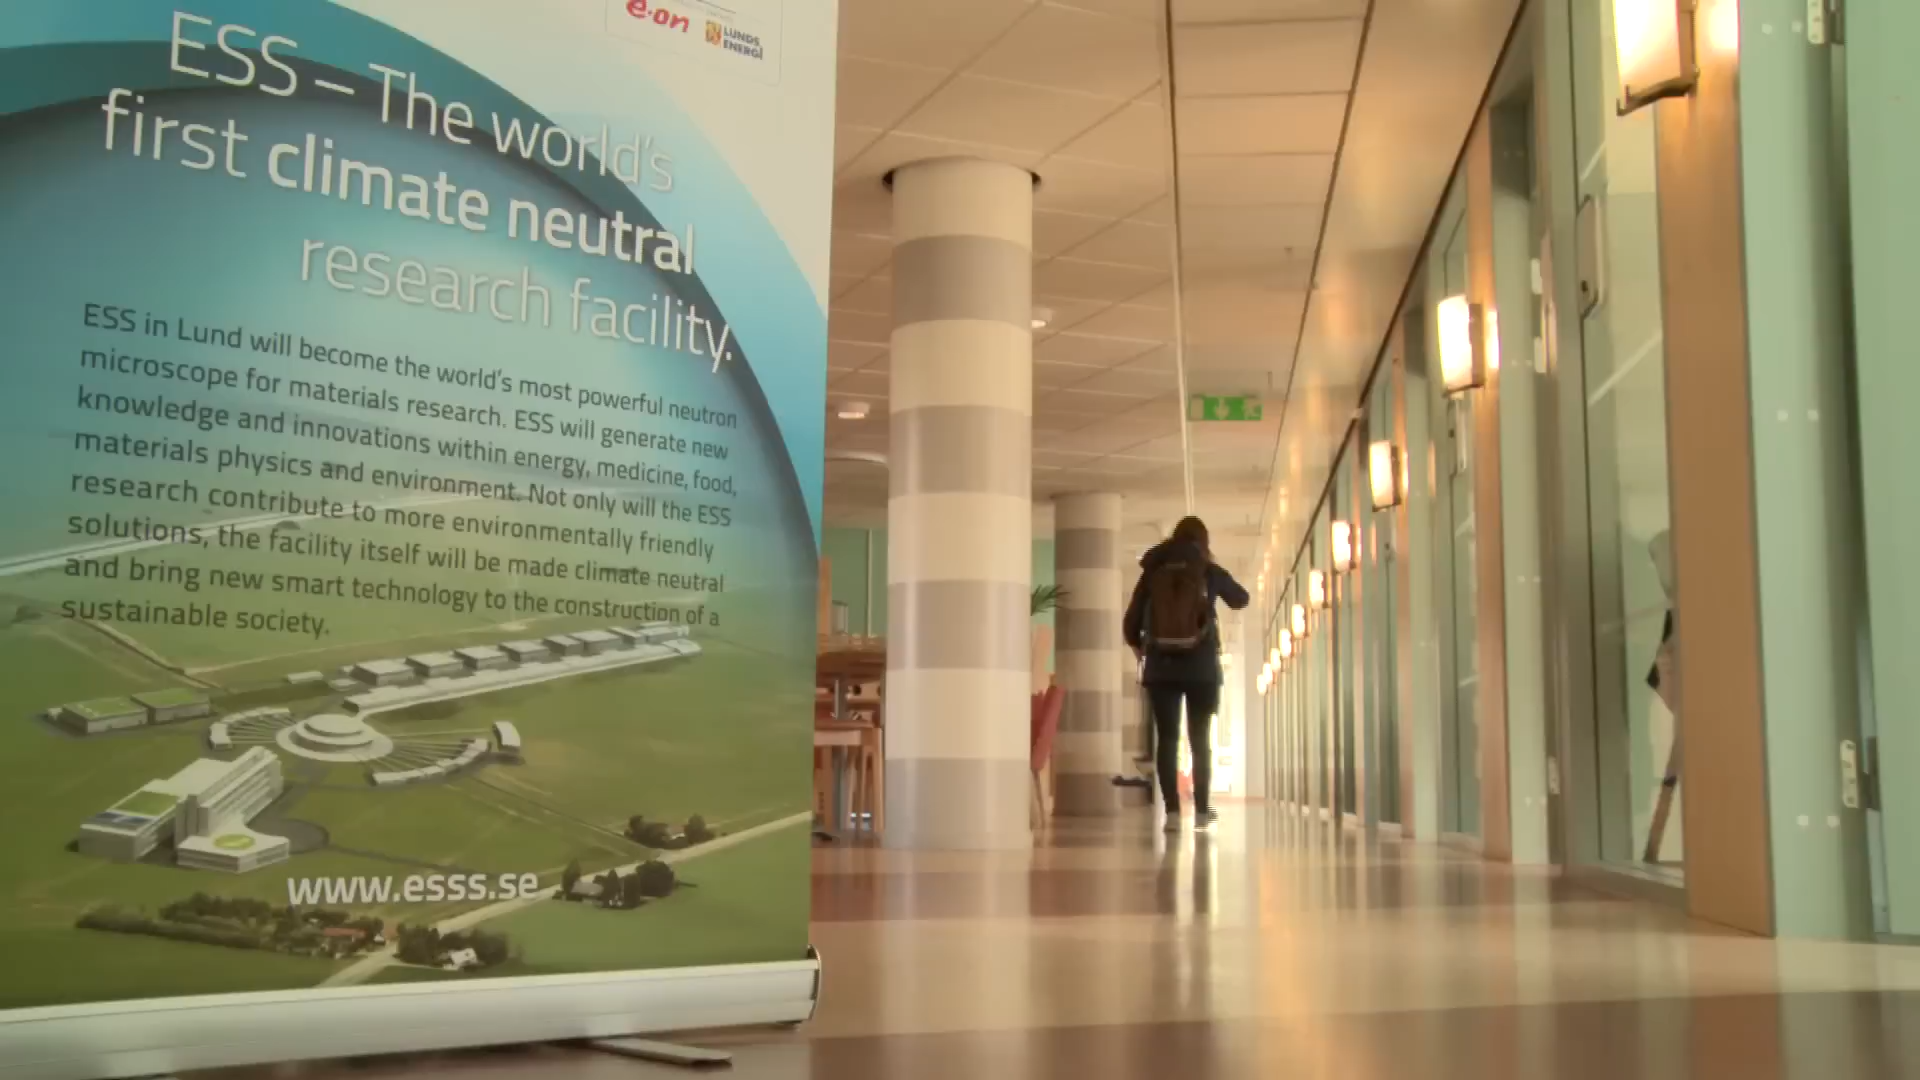 e·on
LUNDS
ENERGI
ESS – The world's
first climate neutral
research facility.
ESS in Lund will become the world's most powerful neutron
microscope for materials research. ESS will generate new
knowledge and innovations within energy, medicine, food,
materials physics and environment. Not only will the ESS
research contribute to more environmentally friendly
solutions, the facility itself will be made climate neutral
and bring new smart technology to the construction of a
sustainable society.
www.esss.se